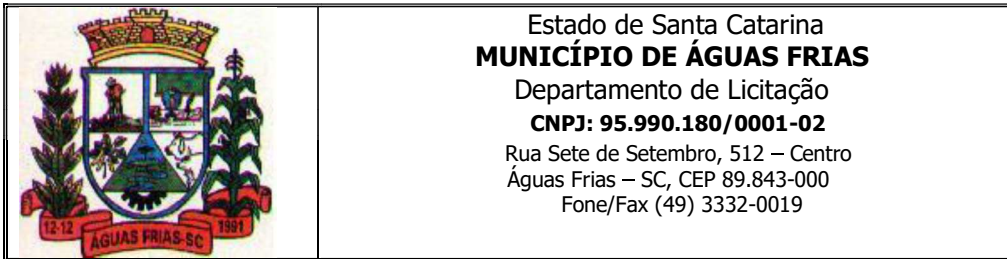 Estado de Santa Catarina
MUNICÍPIO DE ÁGUAS FRIAS
Departamento de Licitação
CNPJ: 95.990.180/0001-02
Rua Sete de Setembro, 512 – Centro
Águas Frias – SC, CEP 89.843-000
Fone/Fax (49) 3332-0019
12-12
ÁGUAS FRIAS-SC
1991